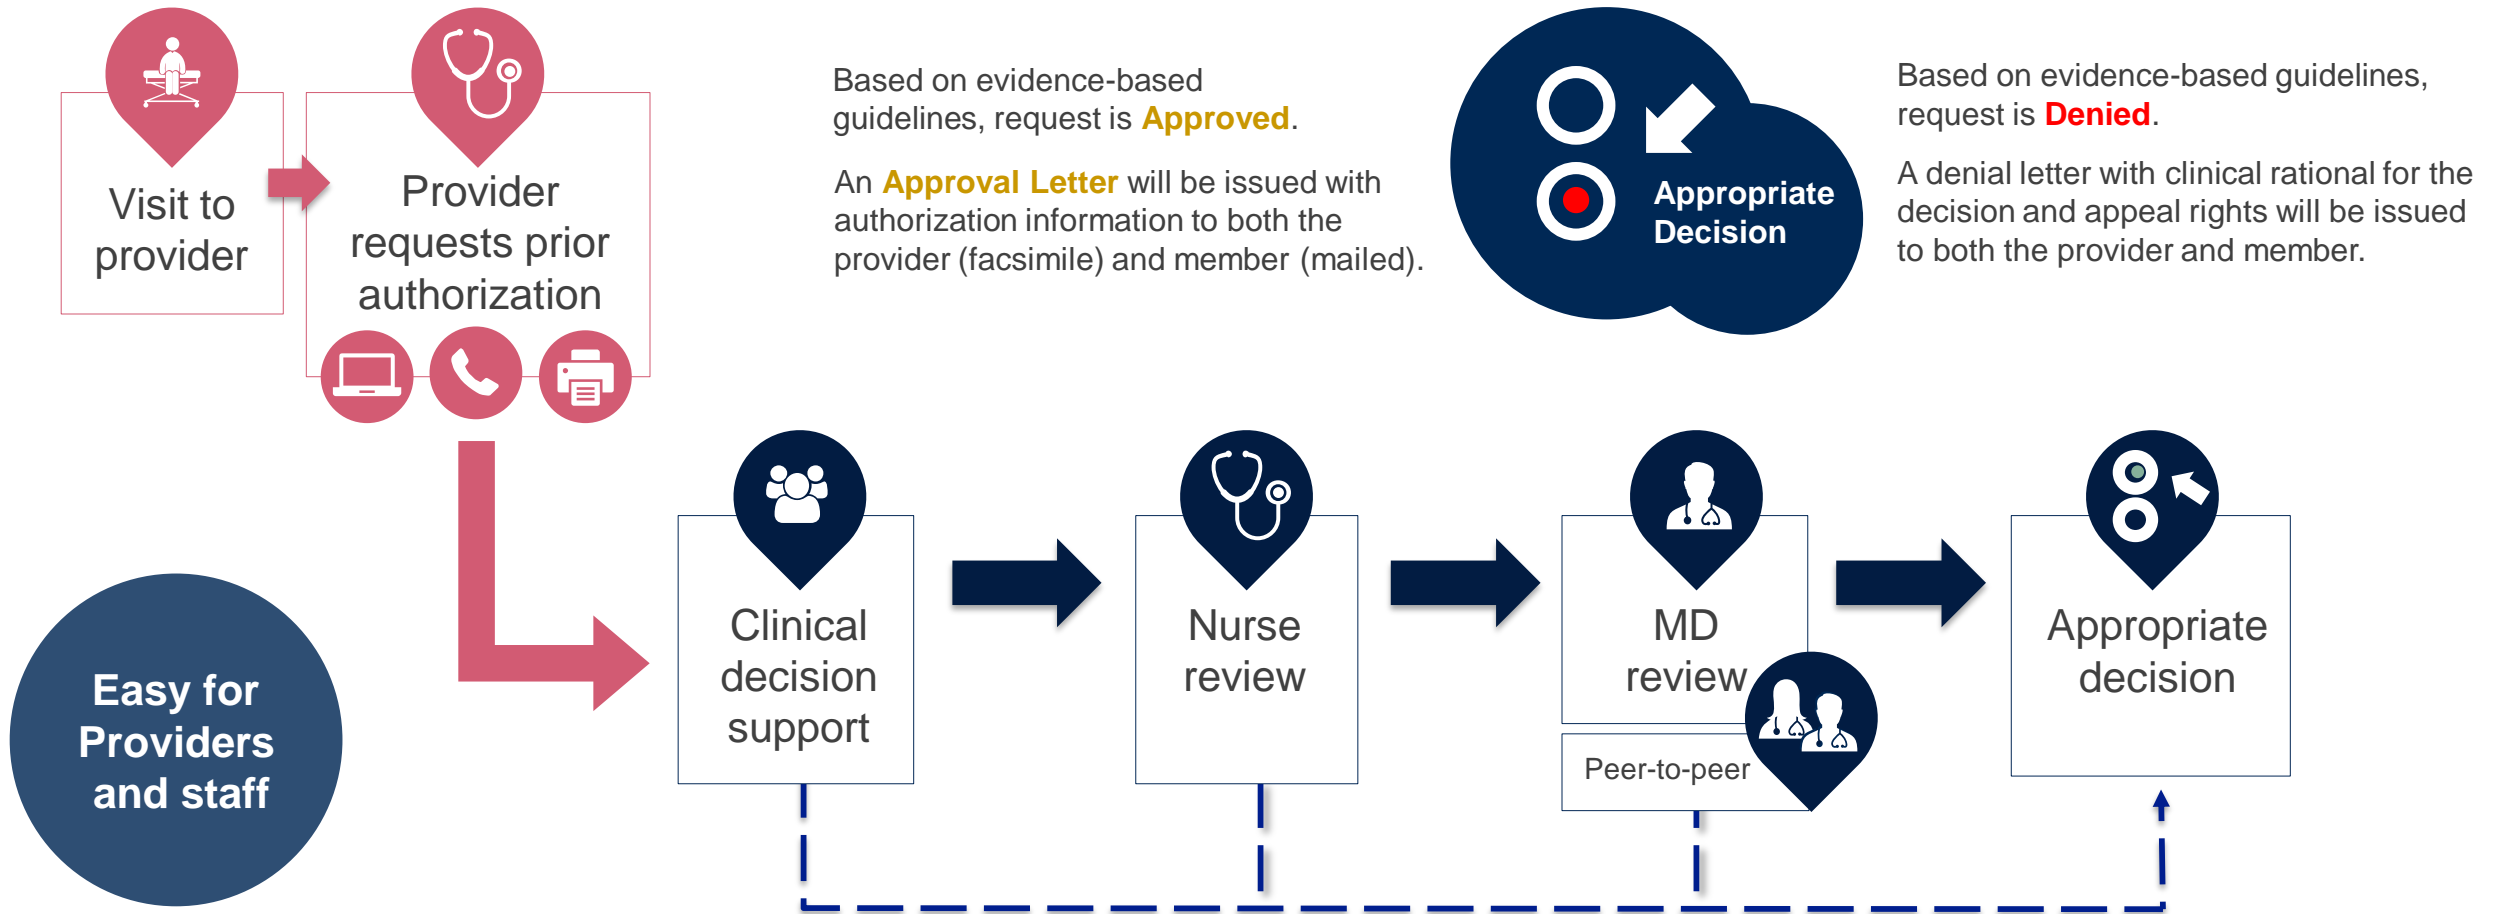 Visit to
provider
Provider
requests prior
authorization
Based on evidence-based
guidelines, request is Approved.
An Approval Letter will be issued with
authorization information to both the
provider (facsimile) and member (mailed).
Appropriate
Decision
Based on evidence-based guidelines,
request is Denied.
A denial letter with clinical rational for the
decision and appeal rights will be issued
to both the provider and member.
Easy for
Providers
and staff
Clinical
decision
support
Nurse
review
MD
review
Peer-to-peer
Appropriate
decision